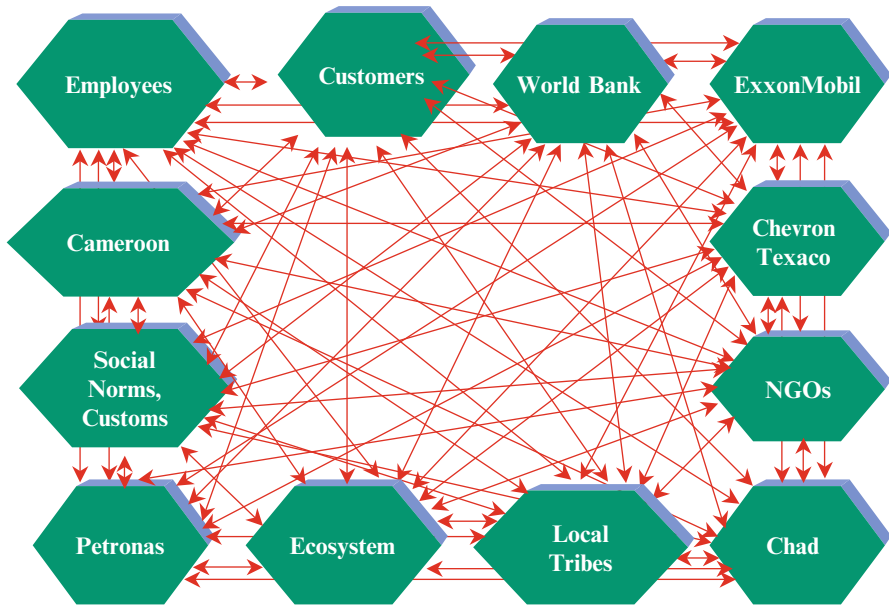 Employees
Customers
World Bank
ExxonMobil
Cameroon
Chevron
Texaco
Social
Norms,
Customs
NGOs
Petronas
Ecosystem
Local
Tribes
Chad